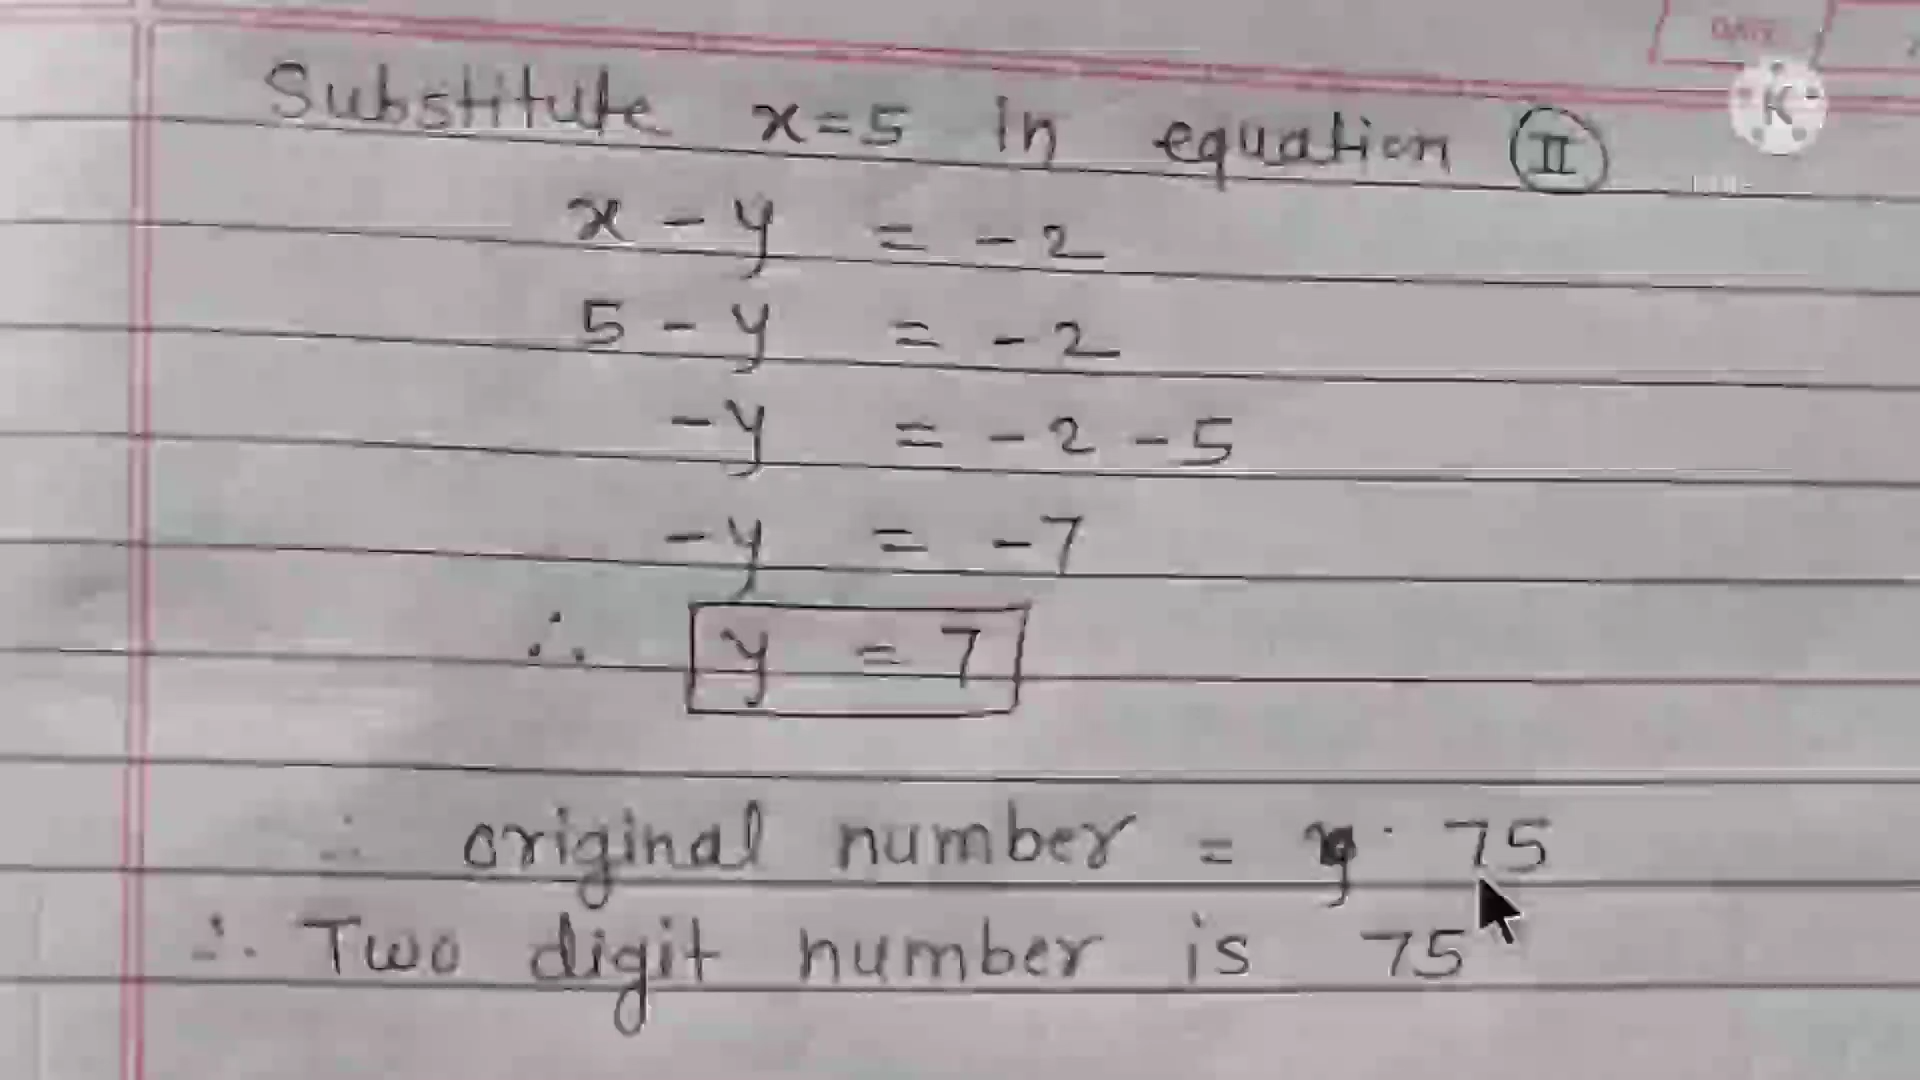 DATE
K
Substitute x=5 in equation II
x - y = -2
5 - y = -2
-y = -2 -5
-y = -7
∴ y = 7
∴ original number = 75
∴ Two digit number is 75